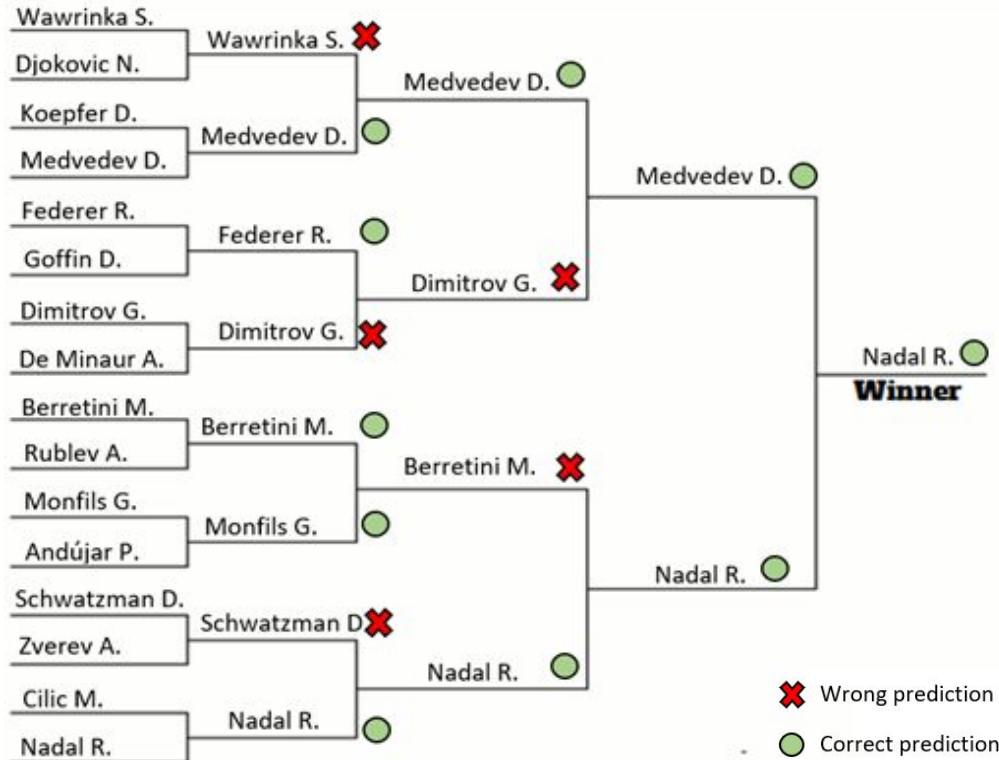 Wawrinka S.
Djokovic N.
Koepfer D.
Medvedev D.
Federer R.
Goffin D.
Dimitrov G.
De Minaur A.
Berretini M.
Rublev A.
Monfils G.
Andújar P.
Schwatzman D.
Zverev A.
Cilic M.
Nadal R.
Wawrinka S.
Medvedev D.
Federer R.
Dimitrov G.
Berretini M.
Monfils G.
Schwatzman D
Nadal R.
Medvedev D.
Dimitrov G.
Berretini M.
Nadal R.
Medvedev D.
Nadal R.
Nadal R.
Winner
Wrong prediction
Correct prediction